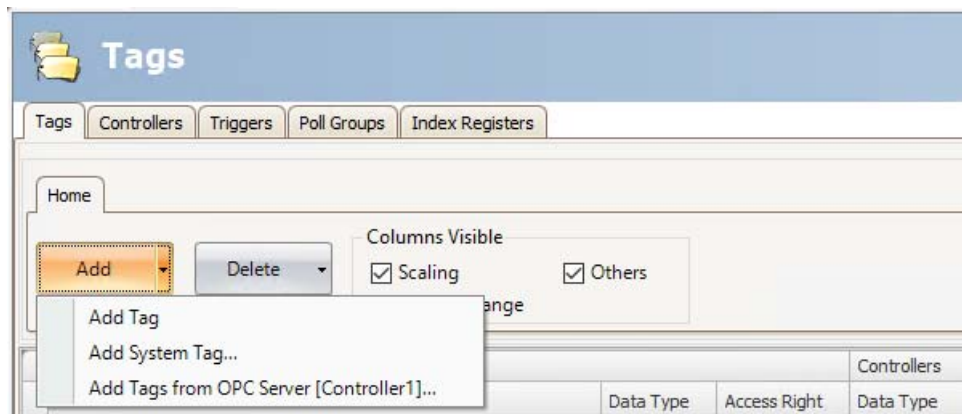 Tags
Tags Controllers Triggers Poll Groups Index Registers
Home
Columns Visible
Add Delete Scaling Others
ange
Add Tag
Add System Tag...
Add Tags from OPC Server [Controller1]...
Controllers
Data Type Access Right Data Type